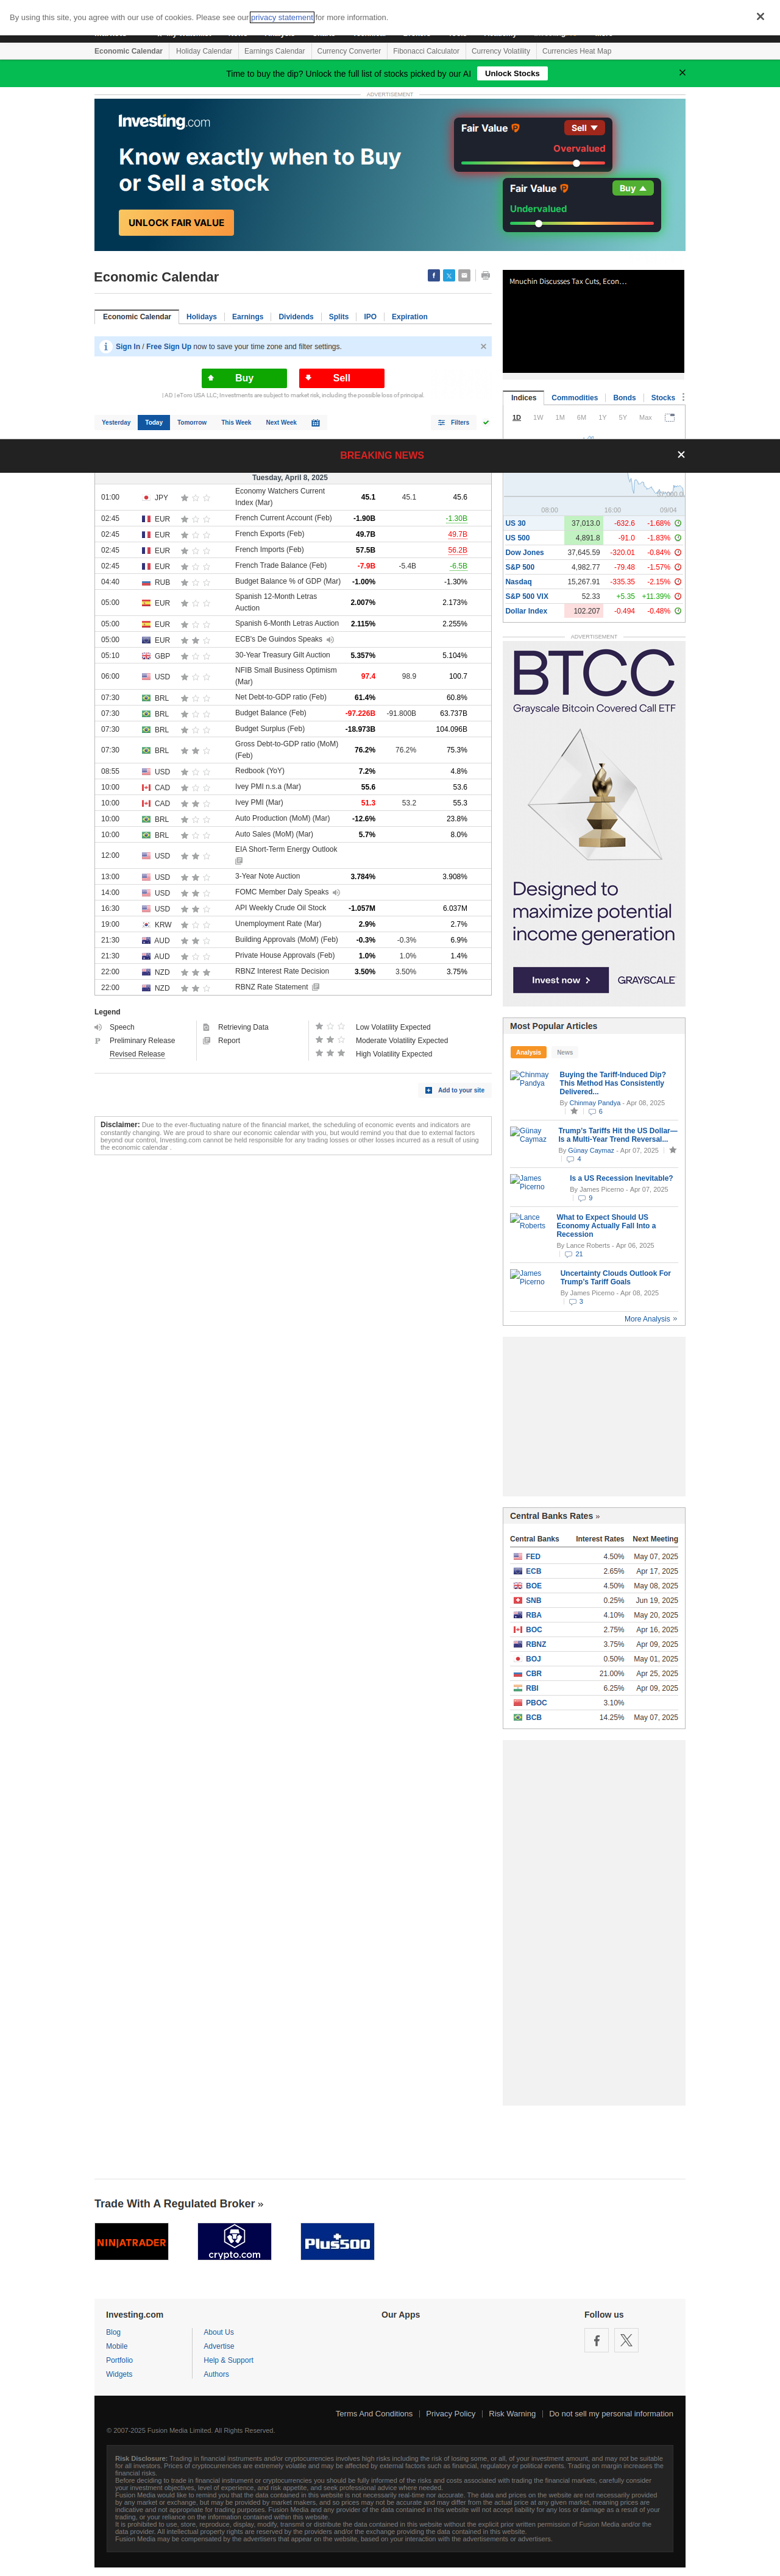 By using this site, you agree with our use of cookies. Please see our privacy statement for more information.
Economic Calendar Holiday Calendar Earnings Calendar Currency Converter Fibonacci Calculator Currency Volatility Currencies Heat Map
Time to buy the dip? Unlock the full list of stocks picked by our AI Unlock Stocks
ADVERTISEMENT
Investing.com
Know exactly when to Buy
or Sell a stock
UNLOCK FAIR VALUE
Fair Value Sell
Overvalued
Fair Value Buy
Undervalued
Economic Calendar
Economic Calendar Holidays Earnings Dividends Splits IPO Expiration
Sign In / Free Sign Up now to save your time zone and filter settings.
Buy Sell
| AD | eToro USA LLC; Investments are subject to market risk, including the possible loss of principal.
Yesterday Today Tomorrow This Week Next Week Filters
Mnuchin Discusses Tax Cuts, Econ...
Indices Commodities Bonds Stocks
1D 1W 1M 6M 1Y 5Y Max
BREAKING NEWS
Tuesday, April 8, 2025
01:00 JPY Economy Watchers Current Index (Mar) 45.1 45.1 45.6
02:45 EUR French Current Account (Feb) -1.90B -1.30B
02:45 EUR French Exports (Feb) 49.7B 49.7B
02:45 EUR French Imports (Feb) 57.5B 56.2B
02:45 EUR French Trade Balance (Feb) -7.9B -5.4B -6.5B
04:40 RUB Budget Balance % of GDP (Mar) -1.00% -1.30%
05:00 EUR Spanish 12-Month Letras Auction 2.007% 2.173%
05:00 EUR Spanish 6-Month Letras Auction 2.115% 2.255%
05:00 EUR ECB's De Guindos Speaks
05:10 GBP 30-Year Treasury Gilt Auction 5.357% 5.104%
06:00 USD NFIB Small Business Optimism (Mar) 97.4 98.9 100.7
07:30 BRL Net Debt-to-GDP ratio (Feb) 61.4% 60.8%
07:30 BRL Budget Balance (Feb) -97.226B -91.800B 63.737B
07:30 BRL Budget Surplus (Feb) -18.973B 104.096B
07:30 BRL Gross Debt-to-GDP ratio (MoM) (Feb) 76.2% 76.2% 75.3%
08:55 USD Redbook (YoY) 7.2% 4.8%
10:00 CAD Ivey PMI n.s.a (Mar) 55.6 53.6
10:00 CAD Ivey PMI (Mar) 51.3 53.2 55.3
10:00 BRL Auto Production (MoM) (Mar) -12.6% 23.8%
10:00 BRL Auto Sales (MoM) (Mar) 5.7% 8.0%
12:00 USD EIA Short-Term Energy Outlook
13:00 USD 3-Year Note Auction 3.784% 3.908%
14:00 USD FOMC Member Daly Speaks
16:30 USD API Weekly Crude Oil Stock -1.057M 6.037M
19:00 KRW Unemployment Rate (Mar) 2.9% 2.7%
21:30 AUD Building Approvals (MoM) (Feb) -0.3% -0.3% 6.9%
21:30 AUD Private House Approvals (Feb) 1.0% 1.0% 1.4%
22:00 NZD RBNZ Interest Rate Decision 3.50% 3.50% 3.75%
22:00 NZD RBNZ Rate Statement
Legend
Speech Retrieving Data Low Volatility Expected
Preliminary Release Report Moderate Volatility Expected
Revised Release High Volatility Expected
Add to your site
Disclaimer: Due to the ever-fluctuating nature of the financial market, the scheduling of economic events and indicators are
constantly changing. We are proud to share our economic calendar with you, but would remind you that due to external factors
beyond our control, Investing.com cannot be held responsible for any trading losses or other losses incurred as a result of using
the economic calendar .
08:00 16:00 09/04
US 30 37,013.0 -632.6 -1.68%
US 500 4,891.8 -91.0 -1.83%
Dow Jones 37,645.59 -320.01 -0.84%
S&P 500 4,982.77 -79.48 -1.57%
Nasdaq 15,267.91 -335.35 -2.15%
S&P 500 VIX 52.33 +5.35 +11.39%
Dollar Index 102.207 -0.494 -0.48%
ADVERTISEMENT
BTCC
Grayscale Bitcoin Covered Call ETF
Designed to
maximize potential
income generation
Invest now GRAYSCALE
Most Popular Articles
Analysis News
Chinmay Pandya
Buying the Tariff-Induced Dip?
This Method Has Consistently
Delivered...
By Chinmay Pandya - Apr 08, 2025
6
Günay Caymaz
Trump's Tariffs Hit the US Dollar—
Is a Multi-Year Trend Reversal...
By Günay Caymaz - Apr 07, 2025
4
James Picerno
Is a US Recession Inevitable?
By James Picerno - Apr 07, 2025
9
Lance Roberts
What to Expect Should US
Economy Actually Fall Into a
Recession
By Lance Roberts - Apr 06, 2025
21
James Picerno
Uncertainty Clouds Outlook For
Trump's Tariff Goals
By James Picerno - Apr 08, 2025
3
More Analysis »
Central Banks Rates »
Central Banks Interest Rates Next Meeting
FED 4.50% May 07, 2025
ECB 2.65% Apr 17, 2025
BOE 4.50% May 08, 2025
SNB 0.25% Jun 19, 2025
RBA 4.10% May 20, 2025
BOC 2.75% Apr 16, 2025
RBNZ 3.75% Apr 09, 2025
BOJ 0.50% May 01, 2025
CBR 21.00% Apr 25, 2025
RBI 6.25% Apr 09, 2025
PBOC 3.10%
BCB 14.25% May 07, 2025
Trade With A Regulated Broker »
NINJATRADER crypto.com Plus500
Investing.com Our Apps Follow us
Blog About Us
Mobile Advertise
Portfolio Help & Support
Widgets Authors
Terms And Conditions Privacy Policy Risk Warning Do not sell my personal information
© 2007-2025 Fusion Media Limited. All Rights Reserved.
Risk Disclosure: Trading in financial instruments and/or cryptocurrencies involves high risks including the risk of losing some, or all, of your investment amount, and may not be suitable
for all investors. Prices of cryptocurrencies are extremely volatile and may be affected by external factors such as financial, regulatory or political events. Trading on margin increases the
financial risks.
Before deciding to trade in financial instrument or cryptocurrencies you should be fully informed of the risks and costs associated with trading the financial markets, carefully consider
your investment objectives, level of experience, and risk appetite, and seek professional advice where needed.
Fusion Media would like to remind you that the data contained in this website is not necessarily real-time nor accurate. The data and prices on the website are not necessarily provided
by any market or exchange, but may be provided by market makers, and so prices may not be accurate and may differ from the actual price at any given market, meaning prices are
indicative and not appropriate for trading purposes. Fusion Media and any provider of the data contained in this website will not accept liability for any loss or damage as a result of your
trading, or your reliance on the information contained within this website.
It is prohibited to use, store, reproduce, display, modify, transmit or distribute the data contained in this website without the explicit prior written permission of Fusion Media and/or the
data provider. All intellectual property rights are reserved by the providers and/or the exchange providing the data contained in this website.
Fusion Media may be compensated by the advertisers that appear on the website, based on your interaction with the advertisements or advertisers.